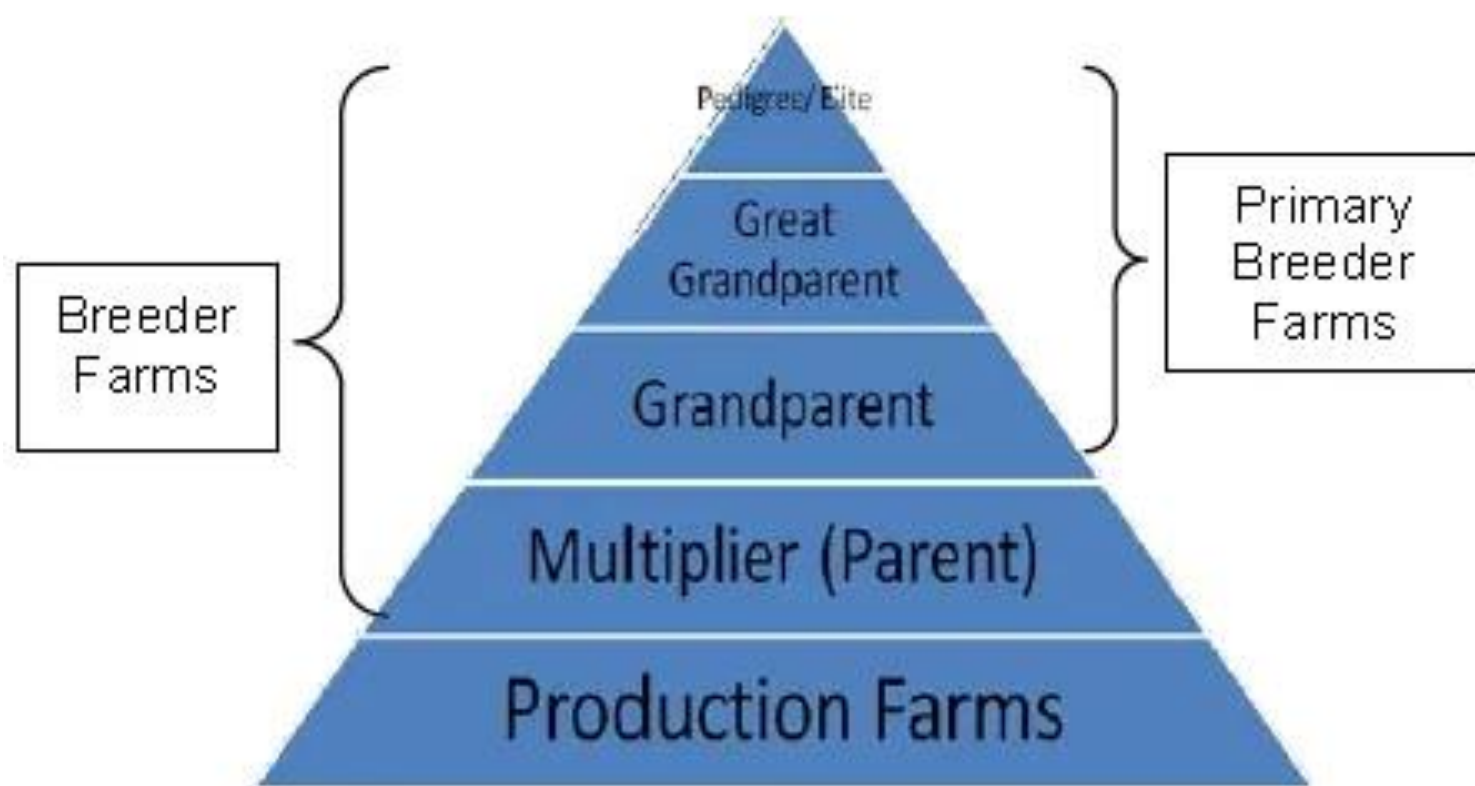 Pedigree/ Elite
Great
Grandparent
Grandparent
Multiplier (Parent)
Production Farms
Breeder
Farms
Primary
Breeder
Farms